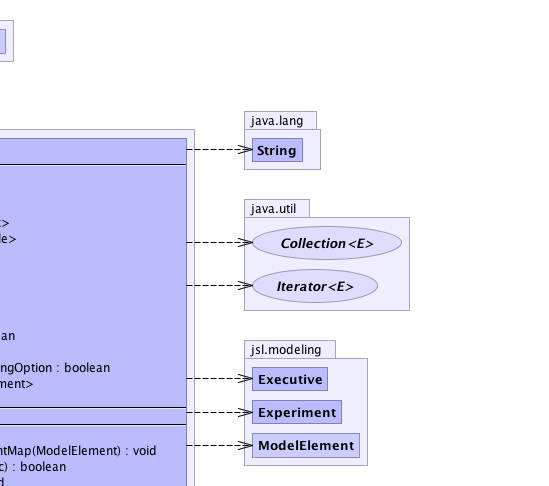 java.lang
String
java.util
>
le>
Collection<E>
Iterator<E>
an
jsl.modeling
ngOption : boolean
ment>
Executive
Experiment
ModelElement
ntMap(ModelElement) : void
c) : boolean
d